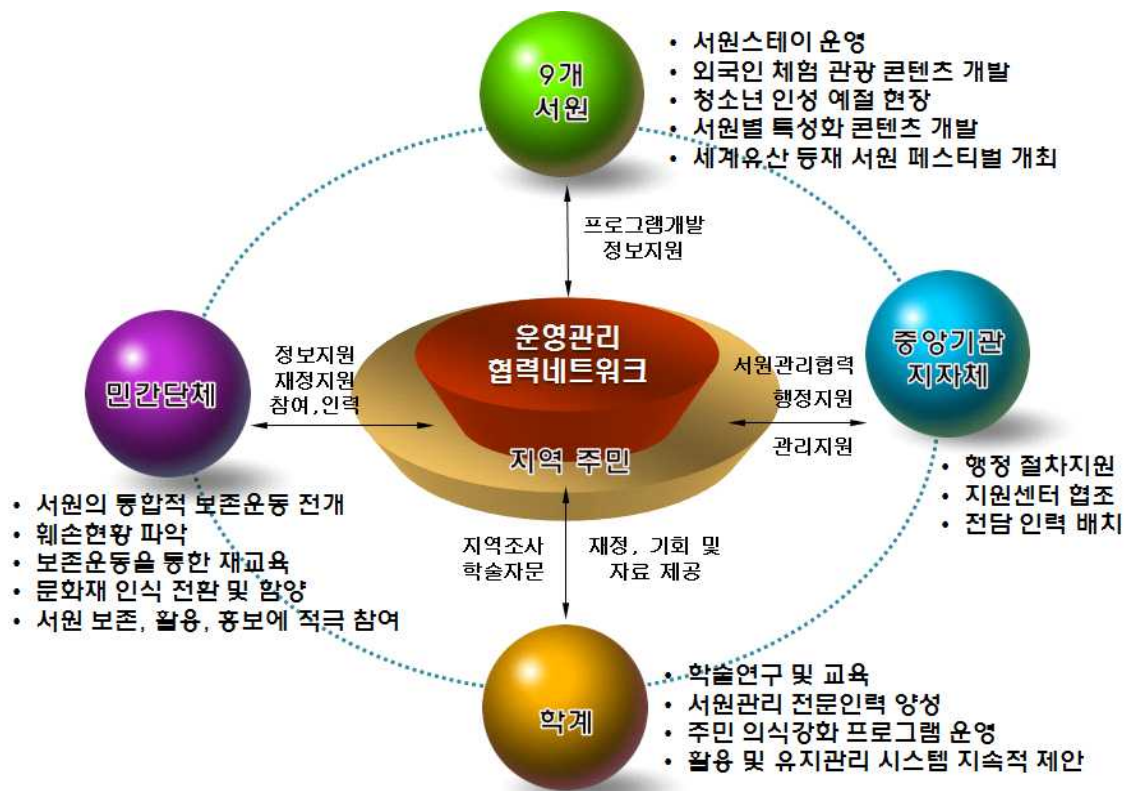 9개
서원
• 서원스테이 운영
• 외국인 체험 관광 콘텐츠 개발
• 청소년 인성 예절 현장
• 서원별 특성화 콘텐츠 개발
• 세계유산 등재 서원 페스티벌 개최
프로그램개발
정보지원
민간단체
정보지원
재정지원
참여,인력
운영관리
협력네트워크
지역 주민
서원관리협력
행정지원
관리지원
중앙기관
지자체
• 행정 절차지원
• 지원센터 협조
• 전담 인력 배치
• 서원의 통합적 보존운동 전개
• 훼손현황 파악
• 보존운동을 통한 재교육
• 문화재 인식 전환 및 함양
• 서원 보존, 활용, 홍보에 적극 참여
지역조사
학술자문
재정, 기회 및
자료 제공
학계
• 학술연구 및 교육
• 서원관리 전문인력 양성
• 주민 의식강화 프로그램 운영
• 활용 및 유지관리 시스템 지속적 제안